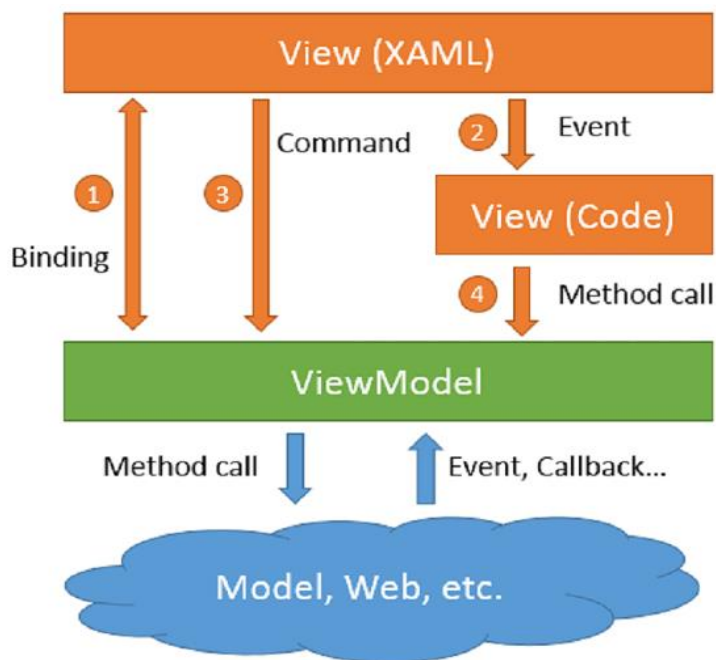 View (XAML)
2
Event
Command
1
3
View (Code)
Binding
4
Method call
ViewModel
Method call
Event, Callback...
Model, Web, etc.